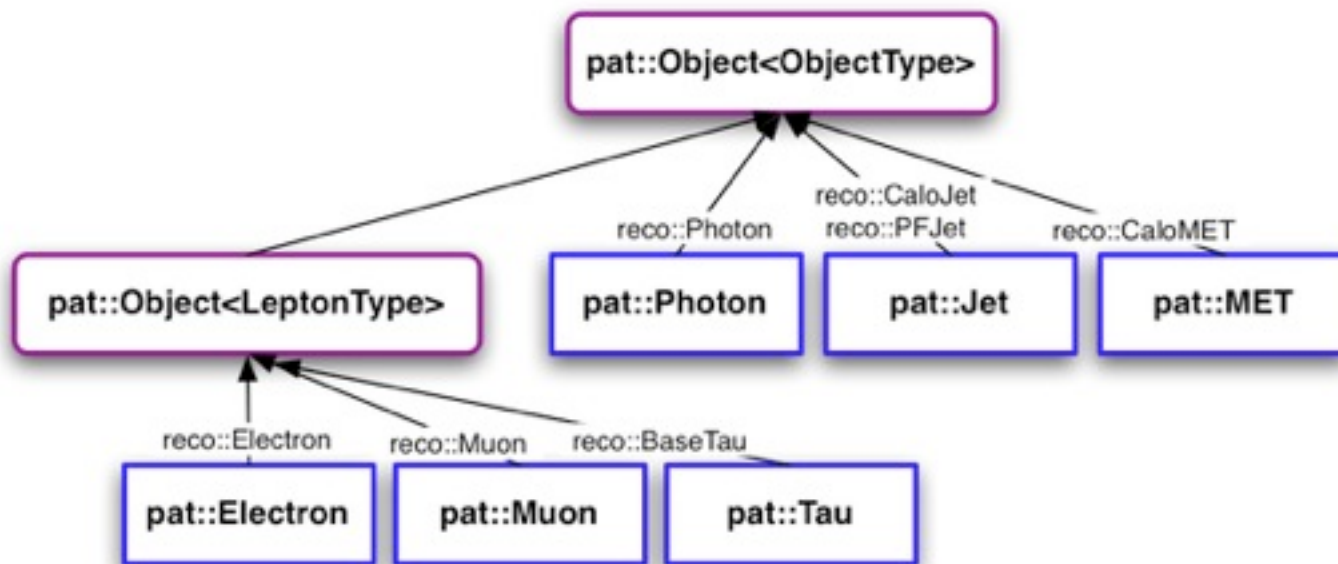 pat::Object<ObjectType>
reco::CaloJet
reco::Photon
reco::PFJet
reco::CaloMET
pat::Object<LeptonType>
pat::Photon
pat::Jet
pat::MET
reco::Electron
reco::Muon
reco::BaseTau
pat::Electron
pat::Muon
pat::Tau